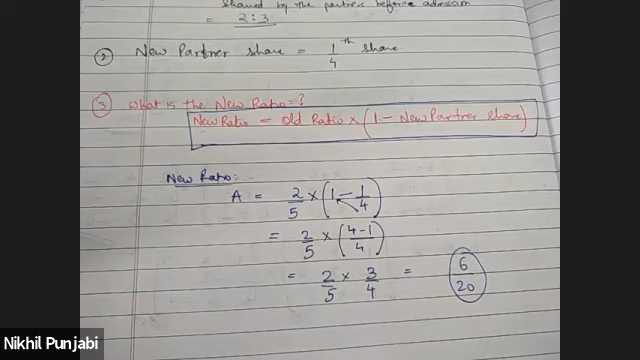 shared by the partners before admission
= 2:3
② New Partner share = 1/4 th share.
③ What is the New Ratio = ?
New Ratio = old Ratio × (1 − New Partner share)
New Ratio:
A = 2/5 × (1 − 1/4)
= 2/5 × (4-1/4)
= 2/5 × 3/4 = 6/20
Nikhil Punjabi